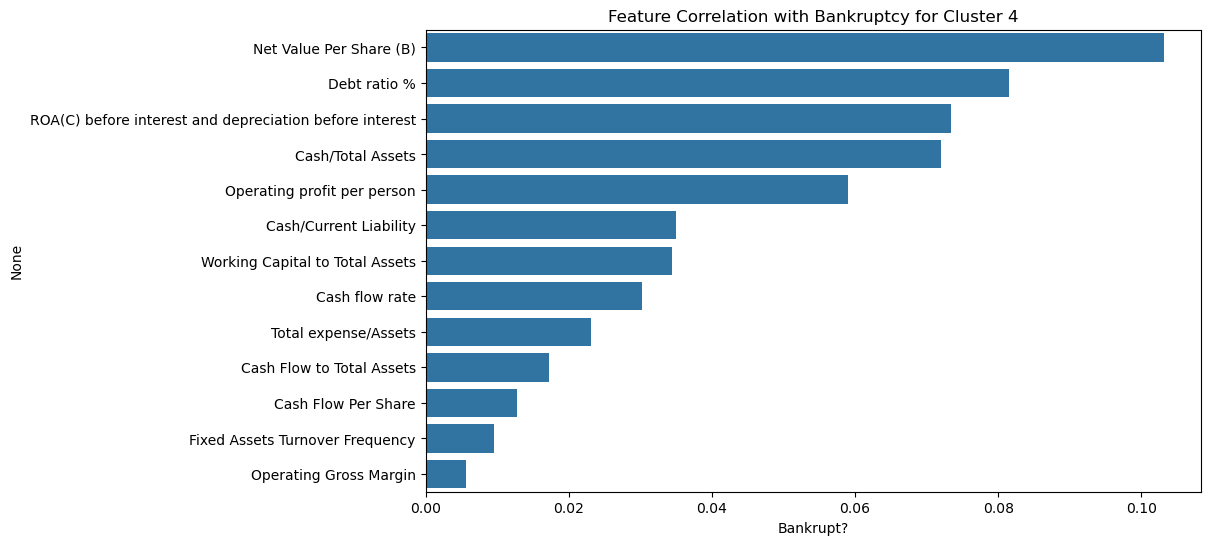 Feature Correlation with Bankruptcy for Cluster 4
Net Value Per Share (B)
Debt ratio %
ROA(C) before interest and depreciation before interest
Cash/Total Assets
Operating profit per person
Cash/Current Liability
Working Capital to Total Assets
Cash flow rate
Total expense/Assets
Cash Flow to Total Assets
Cash Flow Per Share
Fixed Assets Turnover Frequency
Operating Gross Margin
None
0.00 0.02 0.04 0.06 0.08 0.10
Bankrupt?